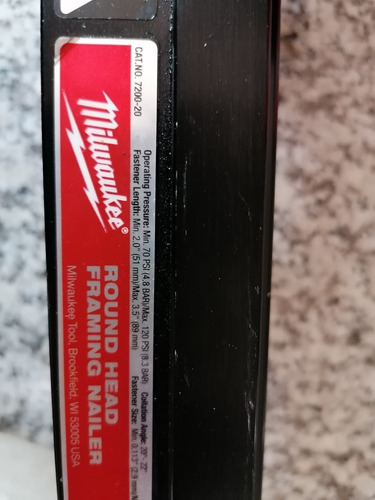 CAT.NO. 7200-20
Milwaukee®
ROUND HEAD
FRAMING NAILER
Milwaukee Tool, Brookfield, WI 53005 USA
Operating Pressure: Min. 70 PSI (4.8 BAR)/Max. 120 PSI (8.3 BAR) Collation Angle: 20°- 22°
Fastener Length: Min. 2.0" (51 mm)/Max. 3.5" (89 mm) Fastener Size: Min. 0.113" (2.9 mm)/